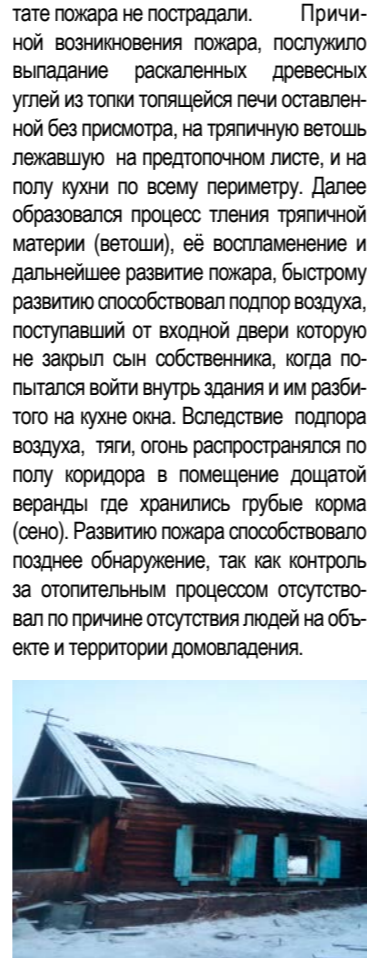 тате пожара не пострадали. Причи-
ной возникновения пожара, послужило
выпадание раскаленных древесных
углей из топки топящейся печи оставлен-
ной без присмотра, на тряпичную ветошь
лежавшую на предтопочном листе, и на
полу кухни по всему периметру. Далее
образовался процесс тления тряпичной
материи (ветоши), её воспламенение и
дальнейшее развитие пожара, быстрому
развитию способствовал подпор воздуха,
поступавший от входной двери которую
не закрыл сын собственника, когда по-
пытался войти внутрь здания и им разби-
того на кухне окна. Вследствие подпора
воздуха, тяги, огонь распространялся по
полу коридора в помещение дощатой
веранды где хранились грубые корма
(сено). Развитию пожара способствовало
позднее обнаружение, так как контроль
за отопительным процессом отсутство-
вал по причине отсутствия людей на объ-
екте и территории домовладения.